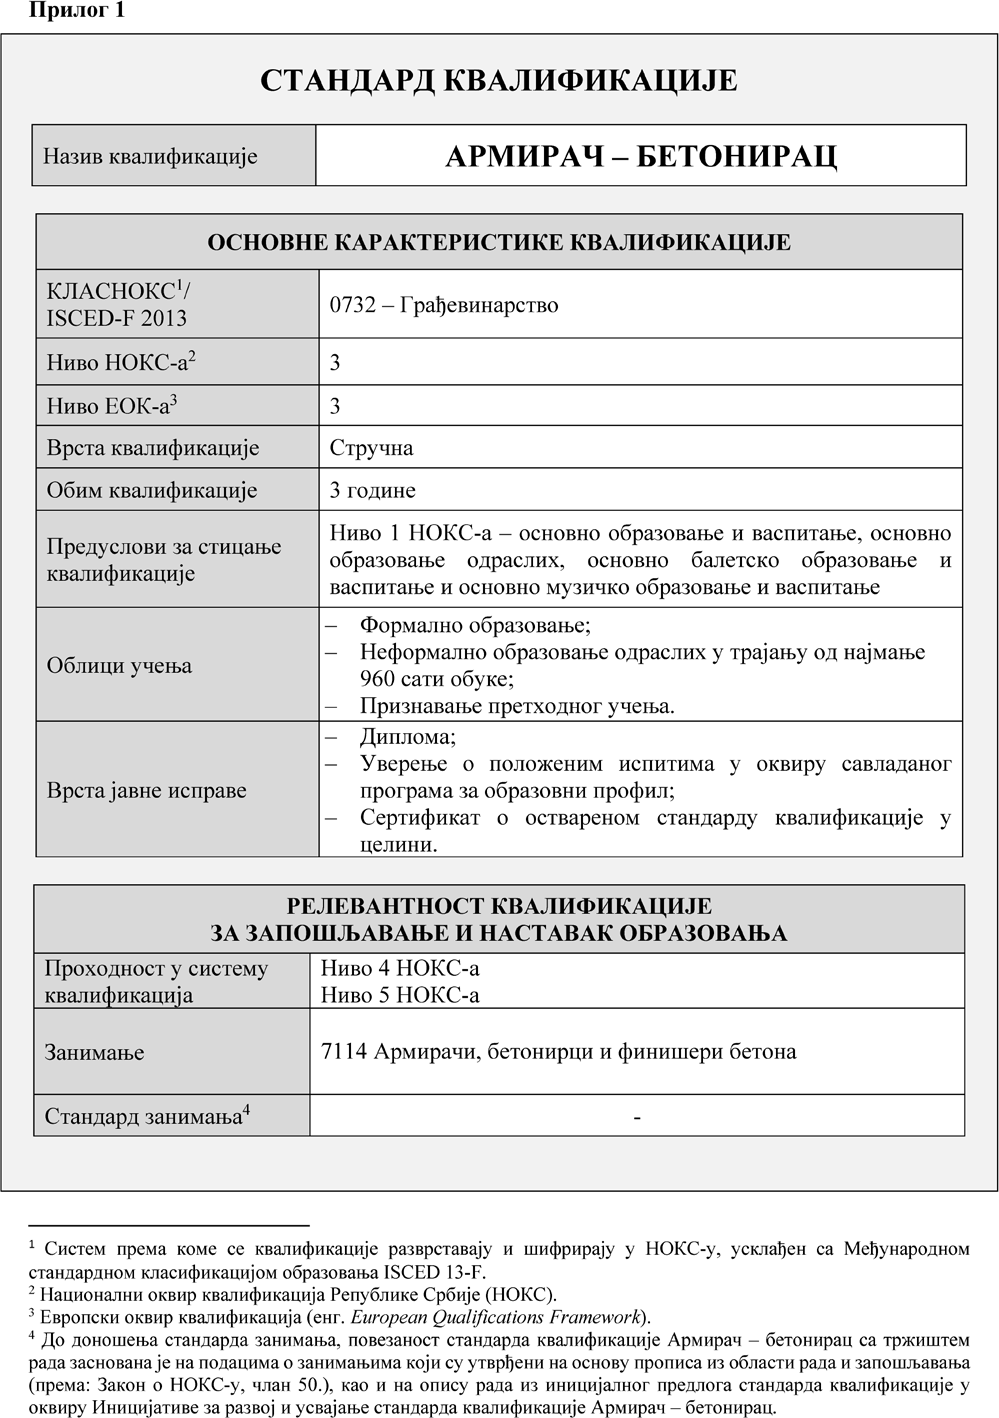 Прилог 1
СТАНДАРД КВАЛИФИКАЦИЈЕ
Назив квалификације
АРМИРАЧ – БЕТОНИРАЦ
ОСНОВНЕ КАРАКТЕРИСТИКЕ КВАЛИФИКАЦИЈЕ
КЛАСНОКС1/
ISCED-F 2013
0732 – Грађевинарство
Ниво НОКС-а2
3
Ниво ЕОК-а3
3
Врста квалификације
Стручна
Обим квалификације
3 године
Предуслови за стицање
квалификације
Ниво 1 НОКС-а – основно образовање и васпитање, основно
образовање одраслих, основно балетско образовање и
васпитање и основно музичко образовање и васпитање
Облици учења
– Формално образовање;
– Неформално образовање одраслих у трајању од најмање
960 сати обуке;
– Признавање претходног учења.
Врста јавне исправе
– Диплома;
– Уверење о положеним испитима у оквиру савладаног
програма за образовни профил;
– Сертификат о оствареном стандарду квалификације у
целини.
РЕЛЕВАНТНОСТ КВАЛИФИКАЦИЈЕ
ЗА ЗАПОШЉАВАЊЕ И НАСТАВАК ОБРАЗОВАЊА
Проходност у систему
квалификација
Ниво 4 НОКС-а
Ниво 5 НОКС-а
Занимање
7114 Армирачи, бетонирци и финишери бетона
Стандард занимања4
-
1 Систем према коме се квалификације разврставају и шифрирају у НОКС-у, усклађен са Међународном
стандардном класификацијом образовања ISCED 13-F.
2 Национални оквир квалификација Републике Србије (НОКС).
3 Европски оквир квалификација (енг. European Qualifications Framework).
4 До доношења стандарда занимања, повезаност стандарда квалификације Армирач – бетонирац са тржиштем
рада заснована је на подацима о занимањима који су утврђени на основу прописа из области рада и запошљавања
(према: Закон о НОКС-у, члан 50.), као и на опису рада из иницијалног предлога стандарда квалификације у
оквиру Иницијативе за развој и усвајање стандарда квалификације Армирач – бетонирац.